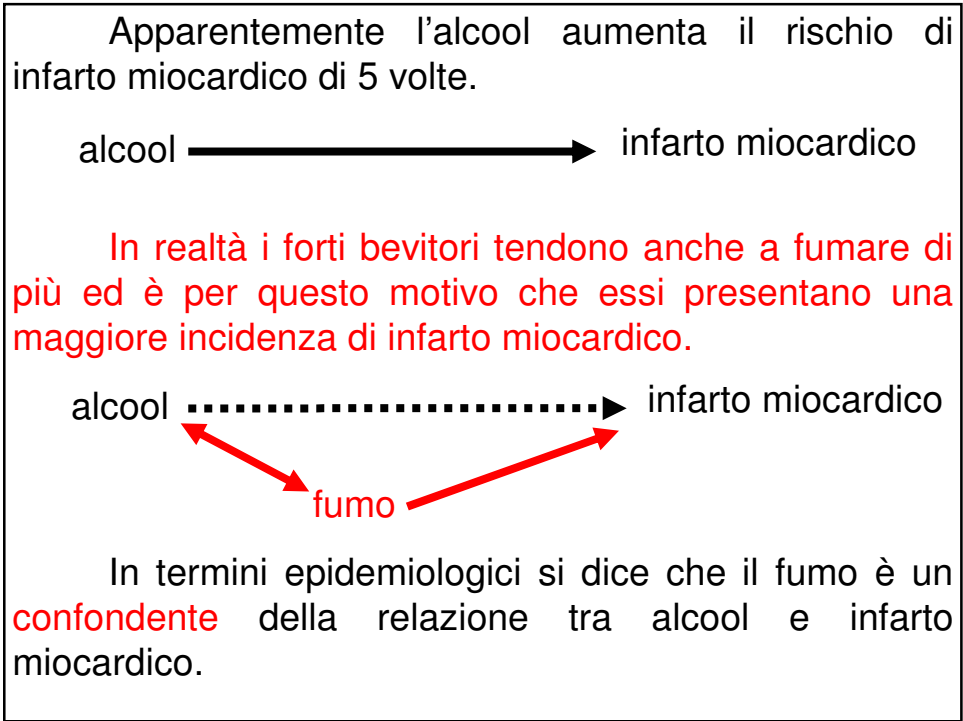 Apparentemente l'alcool aumenta il rischio di
infarto miocardico di 5 volte.
alcool infarto miocardico
In realtà i forti bevitori tendono anche a fumare di
più ed è per questo motivo che essi presentano una
maggiore incidenza di infarto miocardico.
alcool infarto miocardico
fumo
In termini epidemiologici si dice che il fumo è un
confondente della relazione tra alcool e infarto
miocardico.